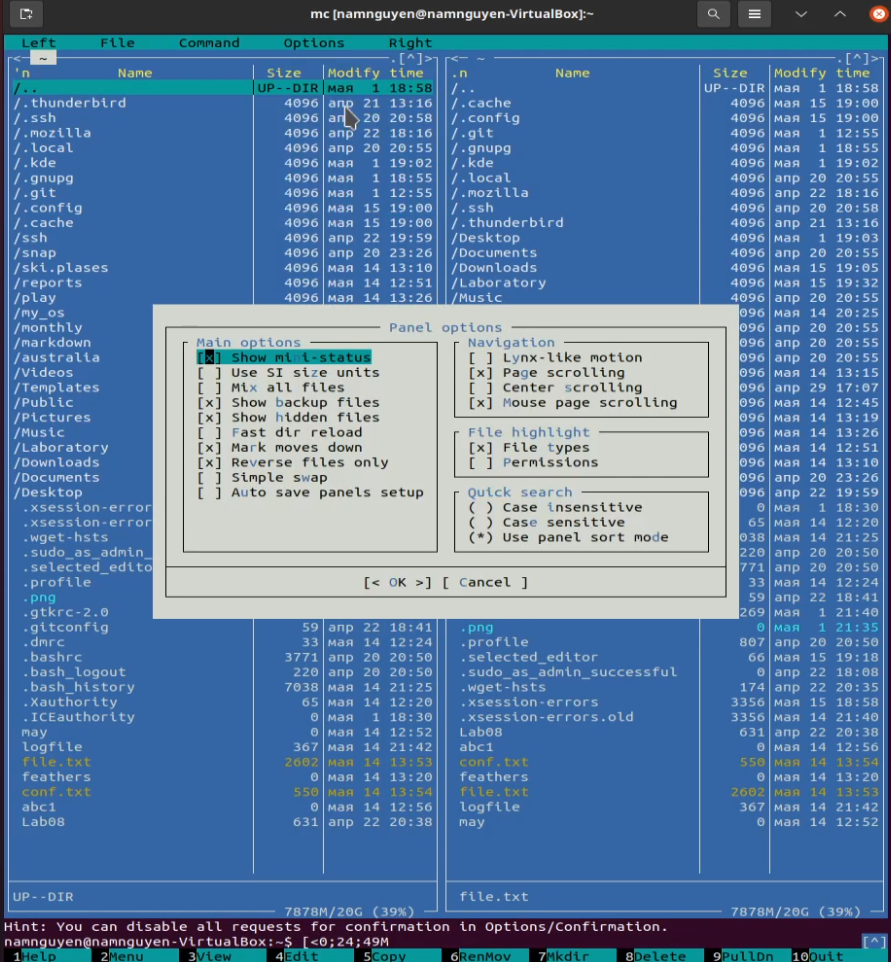 mc [namnguyen@namnguyen-VirtualBox]:~
Left File Command Options Right
<─ ~ ─.[^]>
'n Name Size Modify time
/.. UP--DIR мая 1 18:58
/.thunderbird 4096 апр 21 13:16
/.ssh 4096 апр 20 20:58
/.mozilla 4096 апр 22 18:16
/.local 4096 апр 20 20:55
/.kde 4096 мая 1 19:02
/.gnupg 4096 мая 1 18:55
/.git 4096 мая 1 12:55
/.config 4096 мая 15 19:00
/.cache 4096 мая 15 19:00
/ssh 4096 апр 22 19:59
/snap 4096 апр 20 23:26
/ski.plases 4096 мая 14 13:10
/reports 4096 мая 14 12:51
/play 4096 мая 14 13:26
/my_os
/monthly
/markdown
/australia
/Videos
/Templates
/Public
/Pictures
/Music
/Laboratory
/Downloads
/Documents
/Desktop
.xsession-error
.xsession-error
.wget-hsts
.sudo_as_admin_
.selected_edito
.profile
.png
.gtkrc-2.0
.gitconfig 59 апр 22 18:41
.dmrc 33 мая 14 12:24
.bashrc 3771 апр 20 20:50
.bash_logout 220 апр 20 20:50
.bash_history 7038 мая 14 21:25
.Xauthority 65 мая 14 12:20
.ICEauthority 0 мая 1 18:30
may 0 мая 14 12:52
logfile 367 мая 14 21:42
file.txt 2602 мая 14 13:53
feathers 0 мая 14 13:20
conf.txt 550 мая 14 13:54
abc1 0 мая 14 12:56
Lab08 631 апр 22 20:38
UP--DIR
7878M/20G (39%)
Panel options
Main options
[x] Show mini-status
[ ] Use SI size units
[ ] Mix all files
[x] Show backup files
[x] Show hidden files
[ ] Fast dir reload
[x] Mark moves down
[x] Reverse files only
[ ] Simple swap
[ ] Auto save panels setup
Navigation
[ ] Lynx-like motion
[x] Page scrolling
[ ] Center scrolling
[x] Mouse page scrolling
File highlight
[x] File types
[ ] Permissions
Quick search
( ) Case insensitive
( ) Case sensitive
(*) Use panel sort mode
[< OK >] [ Cancel ]
<─ ~ ─.[^]>
.n Name Size Modify time
/.. UP--DIR мая 1 18:58
/.cache 4096 мая 15 19:00
/.config 4096 мая 15 19:00
/.git 4096 мая 1 12:55
/.gnupg 4096 мая 1 18:55
/.kde 4096 мая 1 19:02
/.local 4096 апр 20 20:55
/.mozilla 4096 апр 22 18:16
/.ssh 4096 апр 20 20:58
/.thunderbird 4096 апр 21 13:16
/Desktop 4096 мая 1 19:03
/Documents 4096 апр 20 20:55
/Downloads 4096 мая 15 19:05
/Laboratory 4096 мая 15 19:32
/Music 4096 апр 20 20:55
096 мая 14 20:25
096 апр 20 20:55
096 апр 20 20:55
096 апр 20 20:55
096 мая 14 13:15
096 апр 29 17:07
096 мая 14 12:45
096 мая 14 13:19
096 мая 14 13:26
096 мая 14 12:51
096 мая 14 13:10
096 апр 20 23:26
096 апр 22 19:59
0 мая 1 18:30
65 мая 14 12:20
038 мая 14 21:25
220 апр 20 20:50
771 апр 20 20:50
33 мая 14 12:24
59 апр 22 18:41
269 мая 1 21:40
.png 0 мая 1 21:35
.profile 807 апр 20 20:50
.selected_editor 66 мая 15 19:18
.sudo_as_admin_successful 0 апр 22 18:08
.wget-hsts 174 апр 22 20:35
.xsession-errors 3356 мая 15 18:58
.xsession-errors.old 3356 мая 14 21:40
Lab08 631 апр 22 20:38
abc1 0 мая 14 12:56
conf.txt 550 мая 14 13:54
feathers 0 мая 14 13:20
file.txt 2602 мая 14 13:53
logfile 367 мая 14 21:42
may 0 мая 14 12:52
file.txt
7878M/20G (39%)
Hint: You can disable all requests for confirmation in Options/Confirmation.
namnguyen@namnguyen-VirtualBox:~$ [<0;24;49M [^]
1Help 2Menu 3View 4Edit 5Copy 6RenMov 7Mkdir 8Delete 9PullDn 10Quit